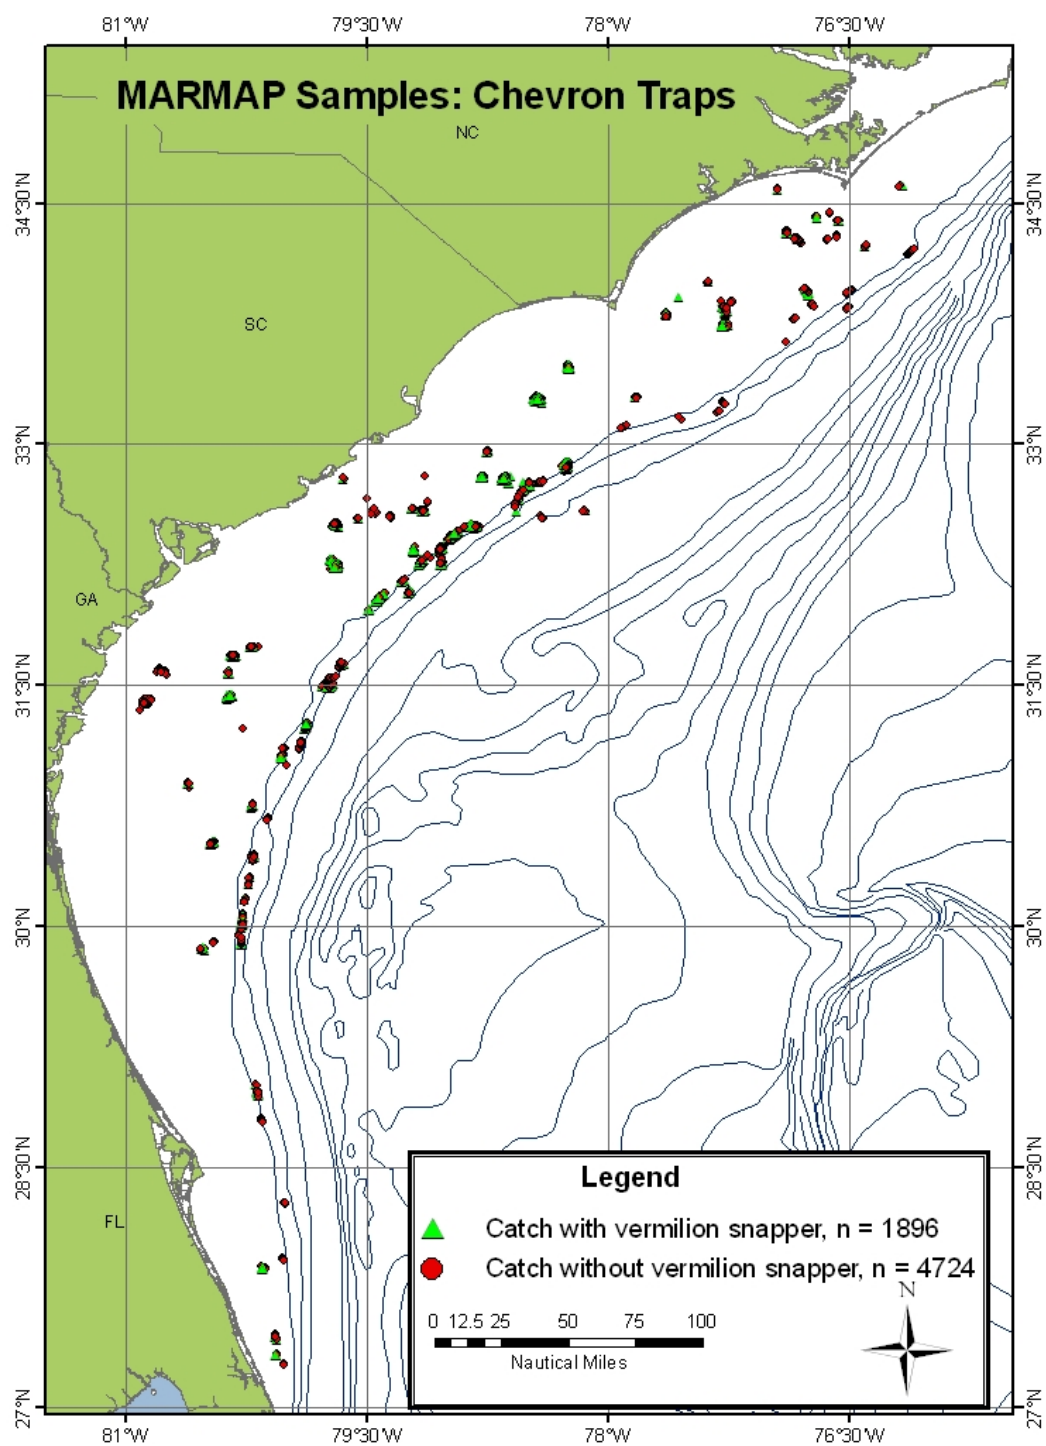 81°W 79°30'W 78°W 76°30'W
MARMAP Samples: Chevron Traps
NC
34°30'N 34°30'N
SC
33°N 33°N
GA
31°30'N 31°30'N
30°N 30°N
28°30'N 28°30'N
FL
Legend
Catch with vermilion snapper, n = 1896
Catch without vermilion snapper, n = 4724
N
0 12.5 25 50 75 100
Nautical Miles
27°N 27°N
81°W 79°30'W 78°W 76°30'W